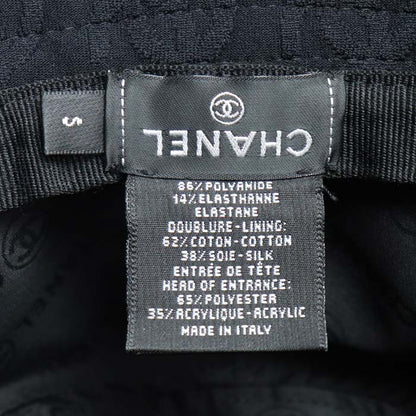 S
CHANEL
86%POLYAMIDE
14%ELASTHANNE
ELASTANE
DOUBLURE-LINING:
62%COTON-COTTON
38%SOIE-SILK
ENTRÉE DE TÊTE
HEAD OF ENTRANCE:
65%POLYESTER
35%ACRYLIQUE-ACRYLIC
MADE IN ITALY
CHANEL